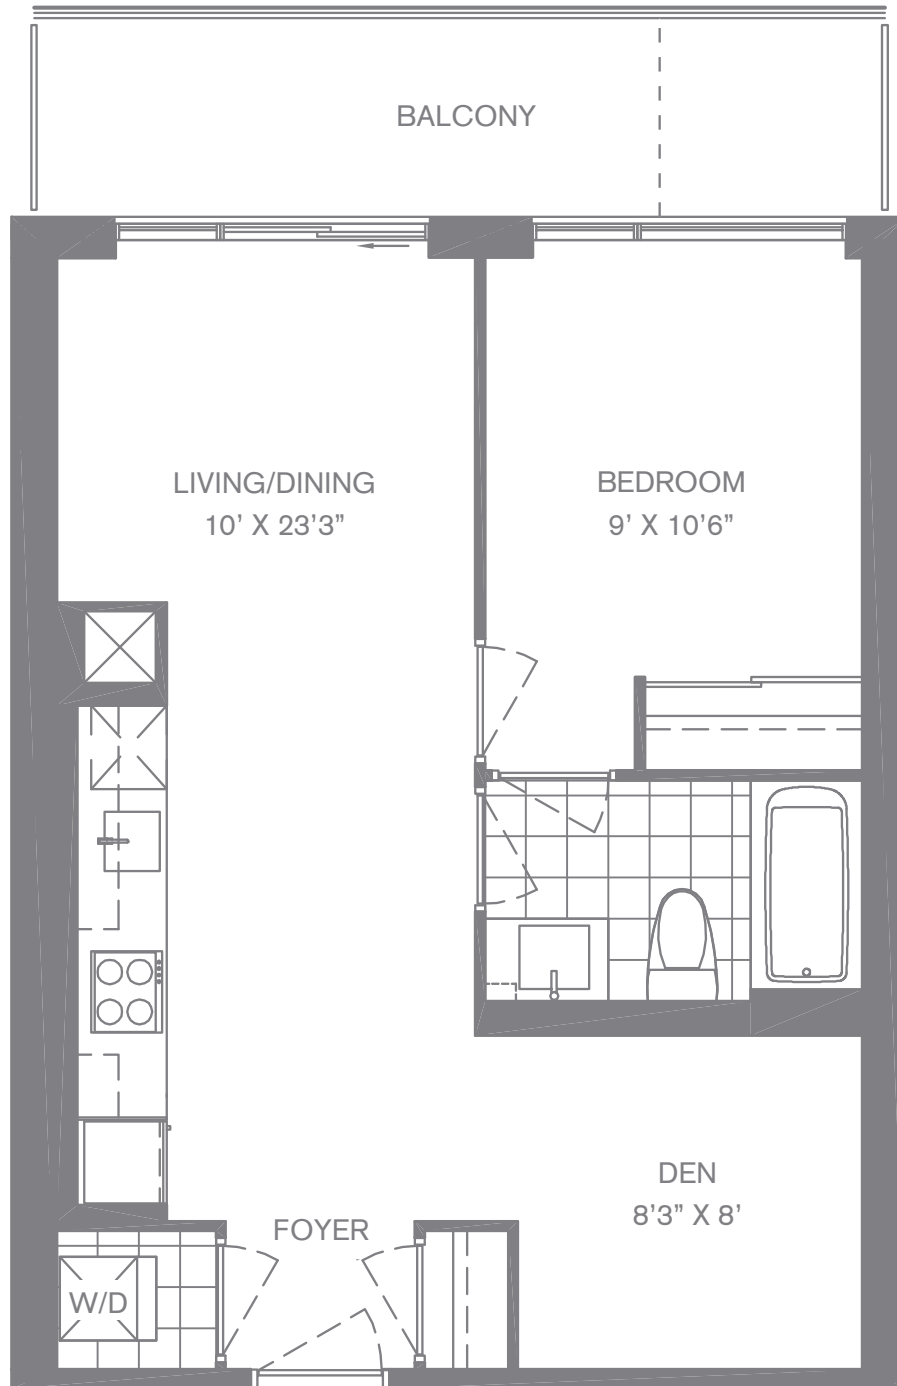 BALCONY
LIVING/DINING
10’ X 23’3”
BEDROOM
9’ X 10’6”
DEN
8’3” X 8’
FOYER
W/D